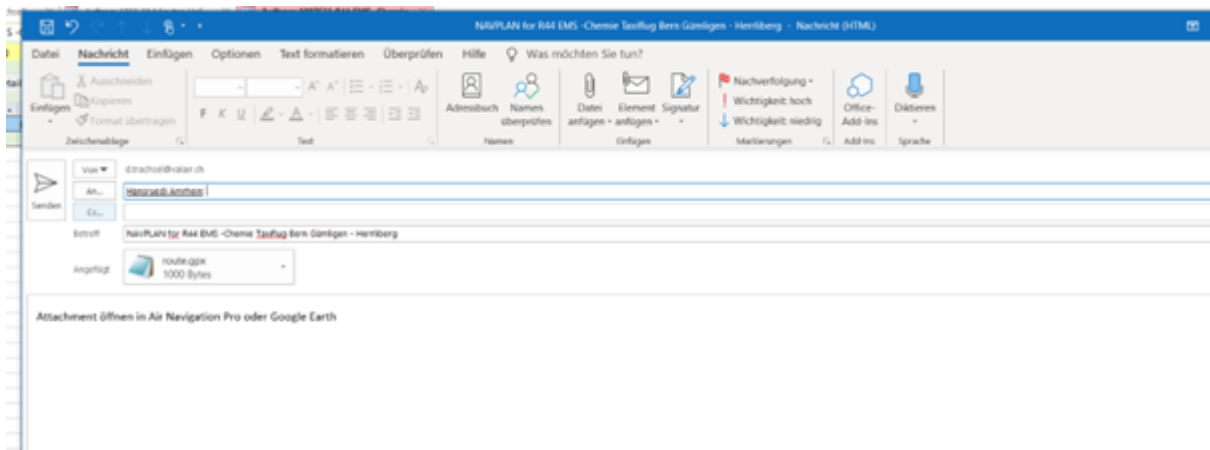 NAVPLAN for R44 EMS -Chemie Taxiflug Bern Gümligen - Herrliberg - Nachricht (HTML)
Datei Nachricht Einfügen Optionen Text formatieren Überprüfen Hilfe Was möchten Sie tun?
Einfügen
Ausschneiden
Kopieren
Format übertragen
Zwischenablage
F K U
Text
Adressbuch Namen überprüfen
Namen
Datei anfügen Element anfügen Signatur
Einfügen
Nachverfolgung
Wichtigkeit: hoch
Wichtigkeit: niedrig
Markierungen
Office-Add-Ins
Add-Ins
Diktieren
Sprache
Senden
Von d.trachsel@valair.ch
An...
Cc...
Betreff NAVPLAN for R44 EMS -Chemie Taxiflug Bern Gümligen - Herrliberg
Angefügt route.gpx
1000 Bytes
Attachment öffnen in Air Navigation Pro oder Google Earth